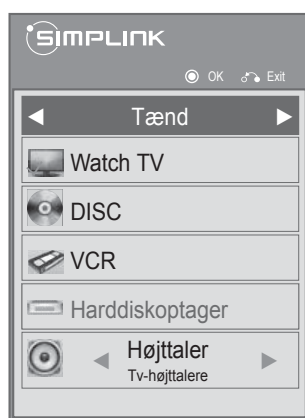 SIMPLINK
OK Exit
Tænd
Watch TV
DISC
VCR
Harddiskoptager
Højttaler
Tv-højttalere